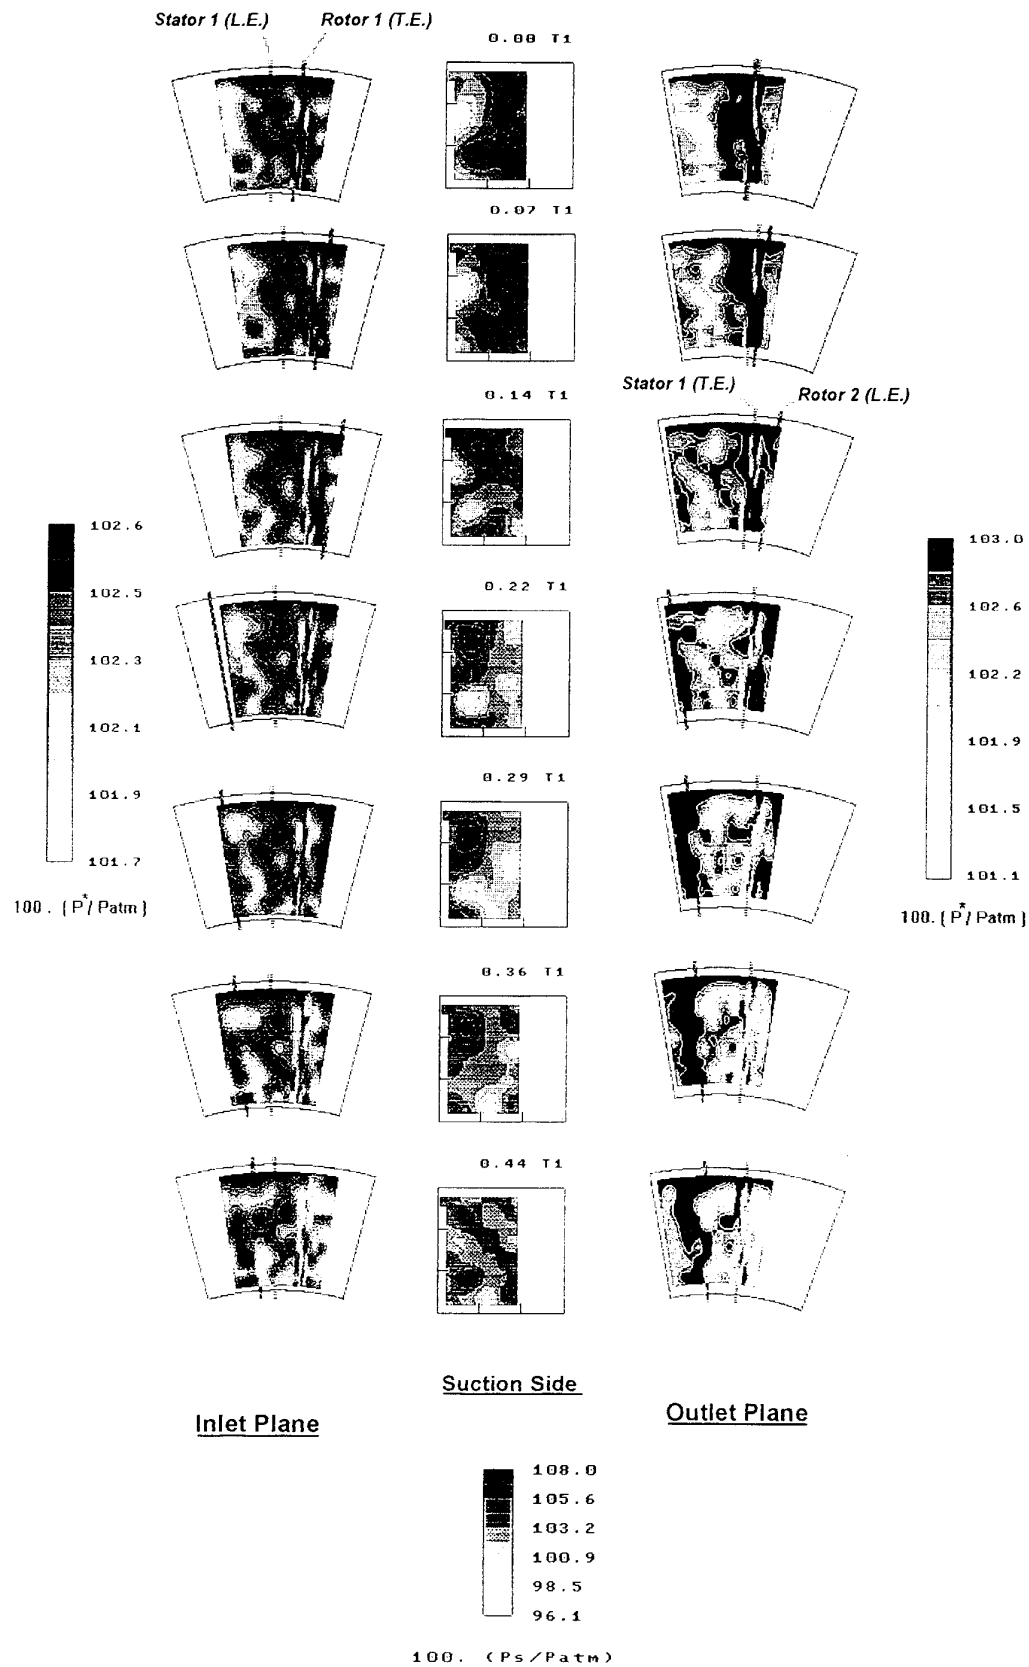 Stator 1 (L.E.) Rotor 1 (T.E.)
0.00 T1
0.07 T1
0.14 T1
Stator 1 (T.E.)
Rotor 2 (L.E.)
0.22 T1
0.29 T1
0.36 T1
0.44 T1
102.6
102.5
102.3
102.1
101.9
101.7
100. ( P*/ Patm )
103.0
102.6
102.2
101.9
101.5
101.1
100. ( P*/ Patm )
Suction Side
Inlet Plane
Outlet Plane
108.0
105.6
103.2
100.9
98.5
96.1
100. (Ps/Patm)